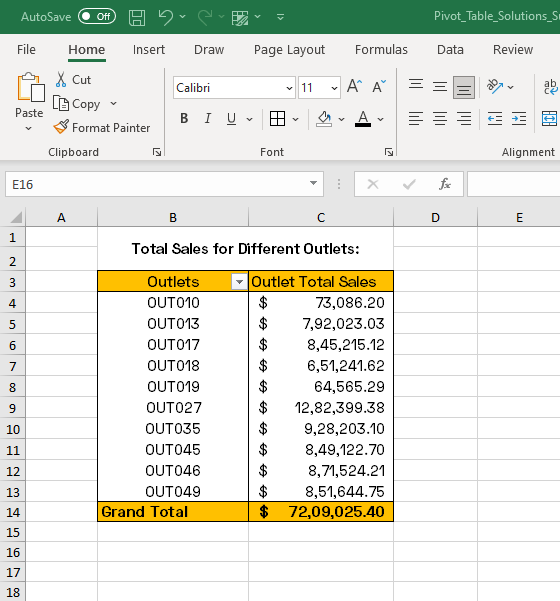 AutoSave Off Pivot_Table_Solutions_S
File Home Insert Draw Page Layout Formulas Data Review
Paste
Cut
Copy
Format Painter
Clipboard
Calibri 11 A A
B I U A
Font
ab
Alignment
E16 fx
A B C D E
1 Total Sales for Different Outlets:
2
3 Outlets Outlet Total Sales
4 OUT010 $ 73,086.20
5 OUT013 $ 7,92,023.03
6 OUT017 $ 8,45,215.12
7 OUT018 $ 6,51,241.62
8 OUT019 $ 64,565.29
9 OUT027 $ 12,82,399.38
10 OUT035 $ 9,28,203.10
11 OUT045 $ 8,49,122.70
12 OUT046 $ 8,71,524.21
13 OUT049 $ 8,51,644.75
14 Grand Total $ 72,09,025.40
15
16
17
18